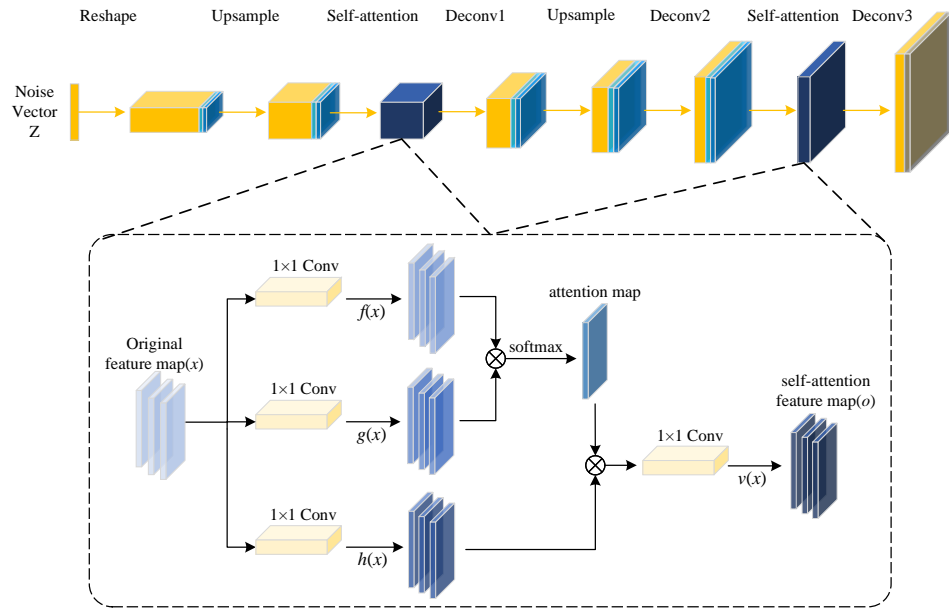 Reshape Upsample Self-attention Deconv1 Upsample Deconv2 Self-attention Deconv3
Noise
Vector
Z
1×1 Conv
f(x)
attention map
softmax
Original
feature map(x)
1×1 Conv
g(x)
self-attention
feature map(o)
1×1 Conv
v(x)
1×1 Conv
h(x)